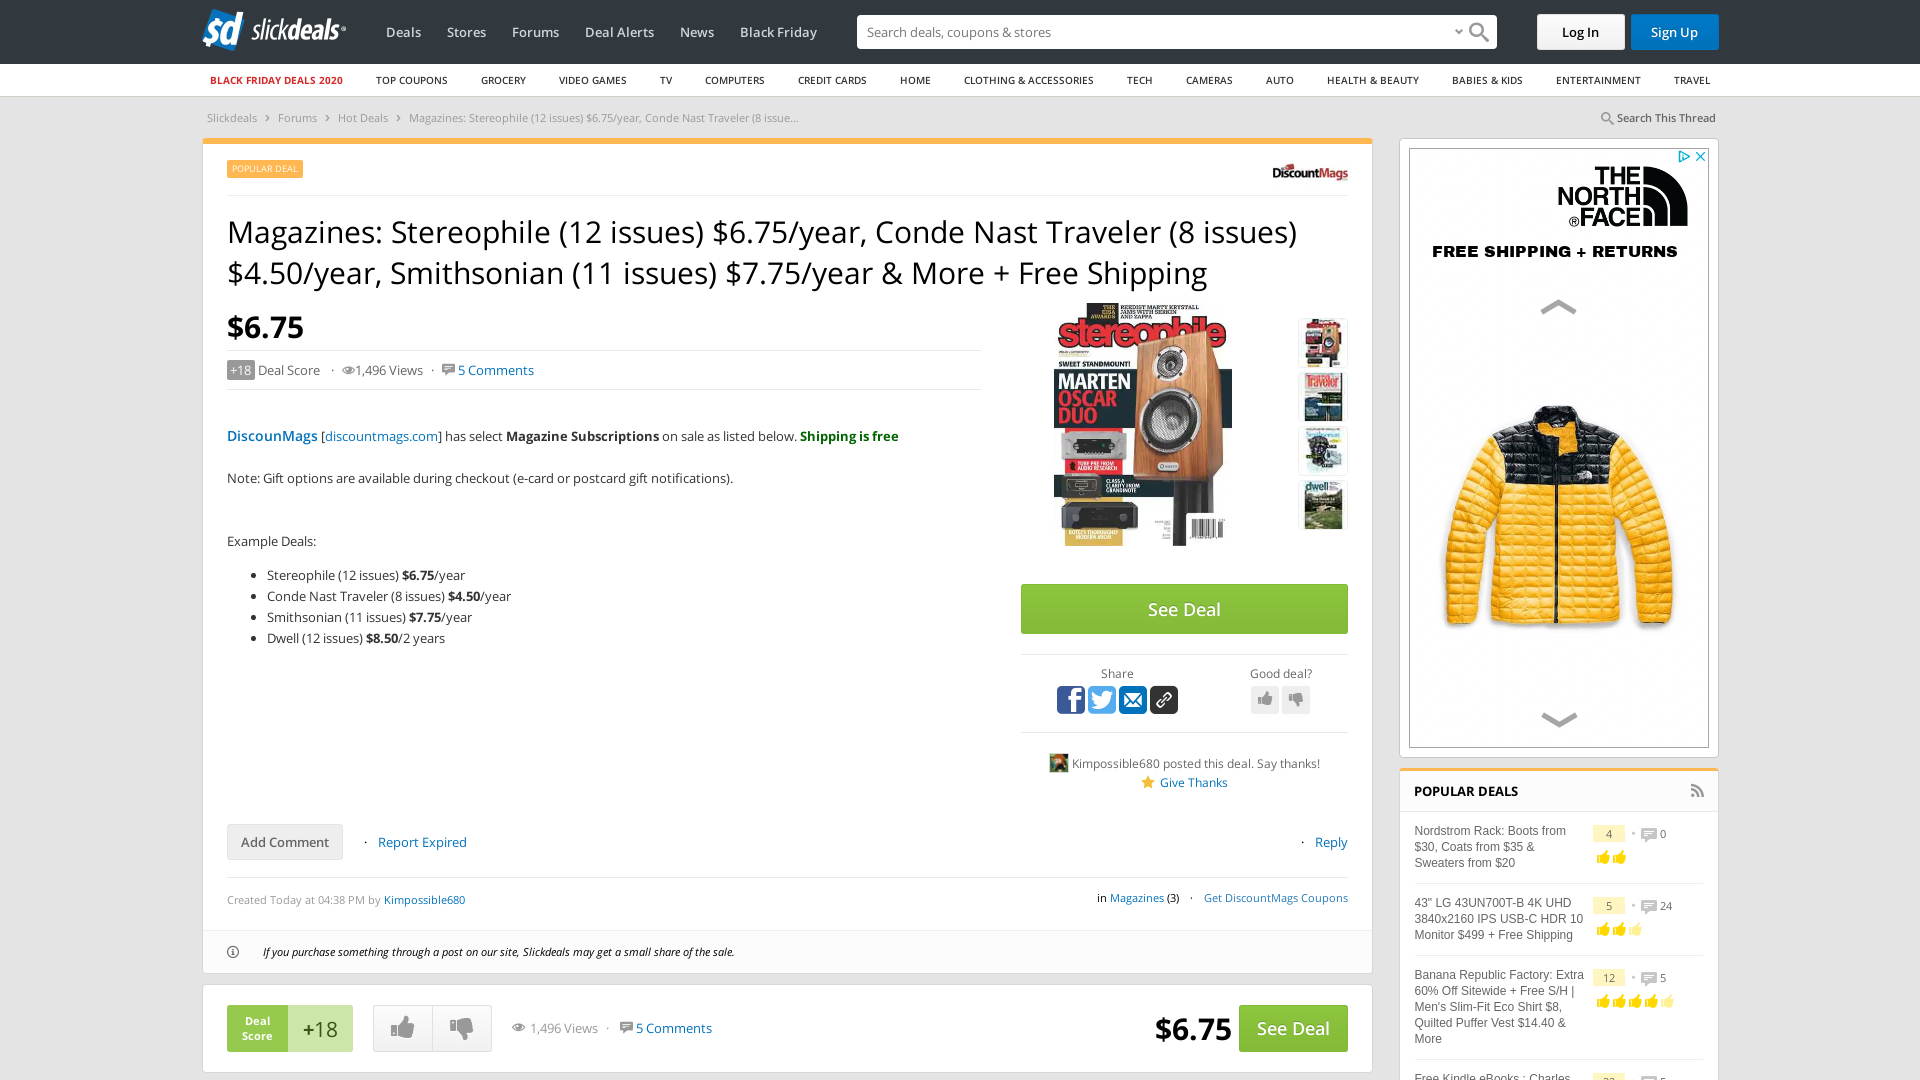 slickdeals
Deals
Stores
Forums
Deal Alerts
News
Black Friday
Search deals, coupons & stores
Log In
Sign Up
BLACK FRIDAY DEALS 2020
TOP COUPONS
GROCERY
VIDEO GAMES
TV
COMPUTERS
CREDIT CARDS
HOME
CLOTHING & ACCESSORIES
TECH
CAMERAS
AUTO
HEALTH & BEAUTY
BABIES & KIDS
ENTERTAINMENT
TRAVEL
Slickdeals › Forums › Hot Deals › Magazines: Stereophile (12 issues) $6.75/year, Conde Nast Traveler (8 issue...
Search This Thread
POPULAR DEAL
DiscountMags
Magazines: Stereophile (12 issues) $6.75/year, Conde Nast Traveler (8 issues)
$4.50/year, Smithsonian (11 issues) $7.75/year & More + Free Shipping
$6.75
+18 Deal Score · 1,496 Views · 5 Comments
DiscounMags [discountmags.com] has select Magazine Subscriptions on sale as listed below. Shipping is free
Note: Gift options are available during checkout (e-card or postcard gift notifications).
Example Deals:
Stereophile (12 issues) $6.75/year
Conde Nast Traveler (8 issues) $4.50/year
Smithsonian (11 issues) $7.75/year
Dwell (12 issues) $8.50/2 years
stereophile
SWEET STANDMOUNT!
MARTEN
OSCAR
DUO
Traveler
dwell
See Deal
Share
Good deal?
Kimpossible680 posted this deal. Say thanks!
Give Thanks
Add Comment
· Report Expired
· Reply
Created Today at 04:38 PM by Kimpossible680
in Magazines (3) · Get DiscountMags Coupons
If you purchase something through a post on our site, Slickdeals may get a small share of the sale.
Deal
Score
+18
1,496 Views · 5 Comments
$6.75
See Deal
THE
NORTH
FACE
FREE SHIPPING + RETURNS
POPULAR DEALS
Nordstrom Rack: Boots from
$30, Coats from $35 &
Sweaters from $20
4 • 0
43" LG 43UN700T-B 4K UHD
3840x2160 IPS USB-C HDR 10
Monitor $499 + Free Shipping
5 • 24
Banana Republic Factory: Extra
60% Off Sitewide + Free S/H |
Men's Slim-Fit Eco Shirt $8,
Quilted Puffer Vest $14.40 &
More
12 • 5
Free Kindle eBooks : Charles